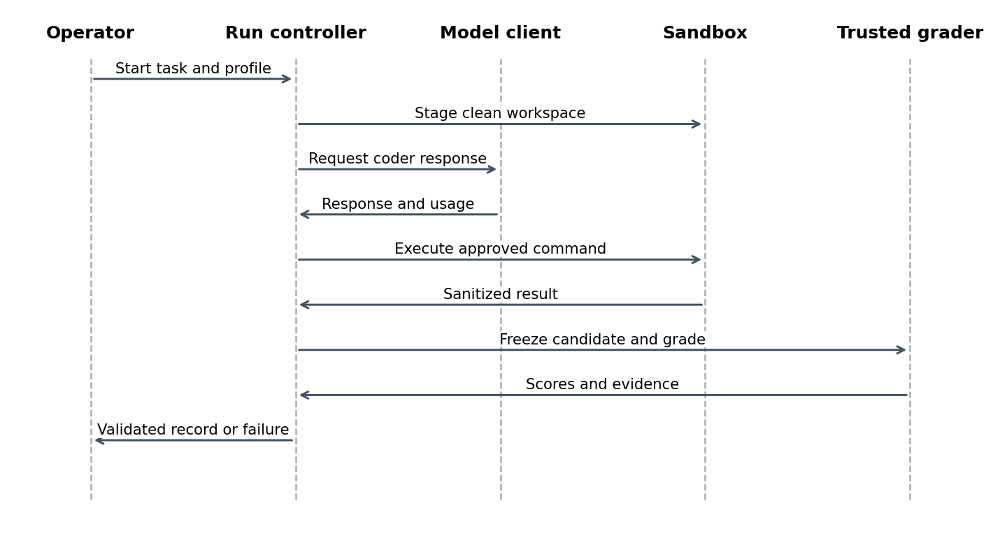 Operator Run controller Model client Sandbox Trusted grader
Start task and profile
Stage clean workspace
Request coder response
Response and usage
Execute approved command
Sanitized result
Freeze candidate and grade
Scores and evidence
Validated record or failure